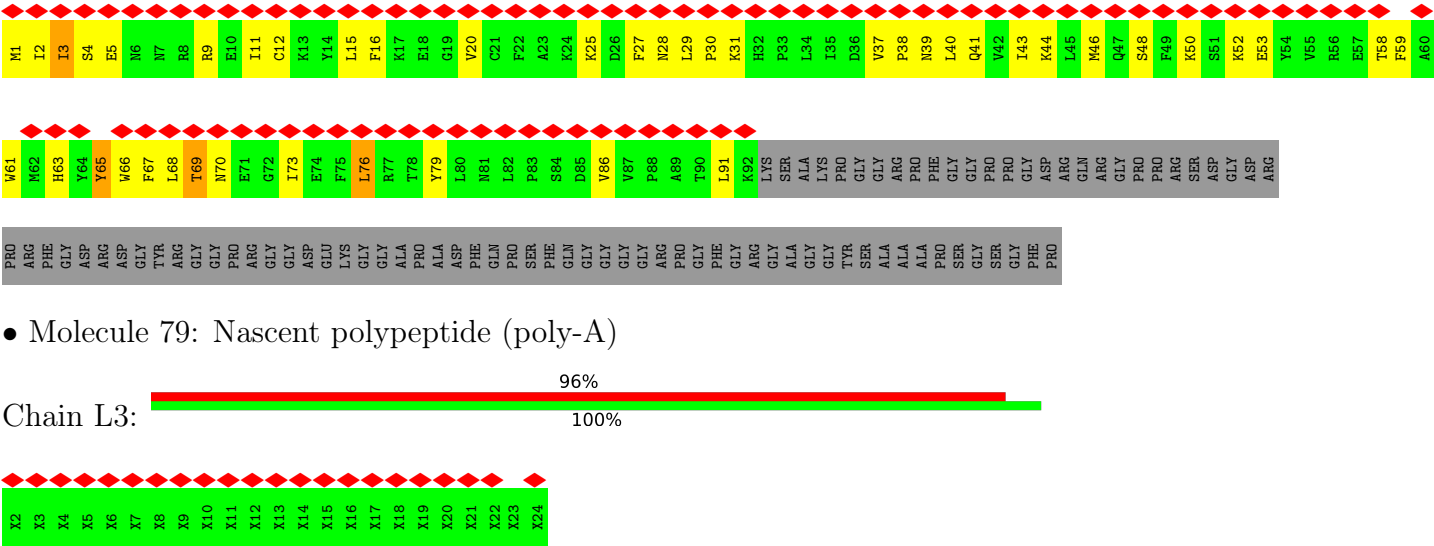 M1 I2 I3 S4 E5 N6 N7 R8 R9 E10 I11 C12 K13 Y14 L15 F16 K17 E18 G19 V20 C21 F22 A23 K24 K25 D26 F27 N28 L29 P30 K31 H32 P33 L34 I35 D36 V37 P38 N39 L40 Q41 V42 I43 K44 L45 M46 Q47 S48 F49 K50 S51 K52 E53 Y54 V55 R56 E57 T58 F59 A60
W61 M62 H63 Y64 Y65 W66 F67 L68 T69 N70 E71 G72 I73 E74 F75 L76 R77 T78 Y79 L80 N81 L82 P83 S84 D85 V86 V87 P88 A89 T90 L91 K92 LYS SER ALA LYS PRO GLY GLY ARG PRO PHE GLY GLY PRO PRO GLY ASP ARG GLN ARG GLY PRO PRO ARG SER ASP GLY ASP ARG
PRO ARG PHE GLY ASP ARG ASP GLY TYR ARG GLY GLY PRO ARG GLY GLY ASP GLU LYS GLY GLY ALA PRO ALA ASP PHE GLN PRO SER PHE GLN GLY GLY GLY GLY ARG PRO GLY PHE GLY ARG GLY ALA GLY GLY TYR SER ALA ALA ALA PRO SER GLY SER GLY PHE PRO
• Molecule 79: Nascent polypeptide (poly-A)
96%
Chain L3:
100%
X2 X3 X4 X5 X6 X7 X8 X9 X10 X11 X12 X13 X14 X15 X16 X17 X18 X19 X20 X21 X22 X23 X24